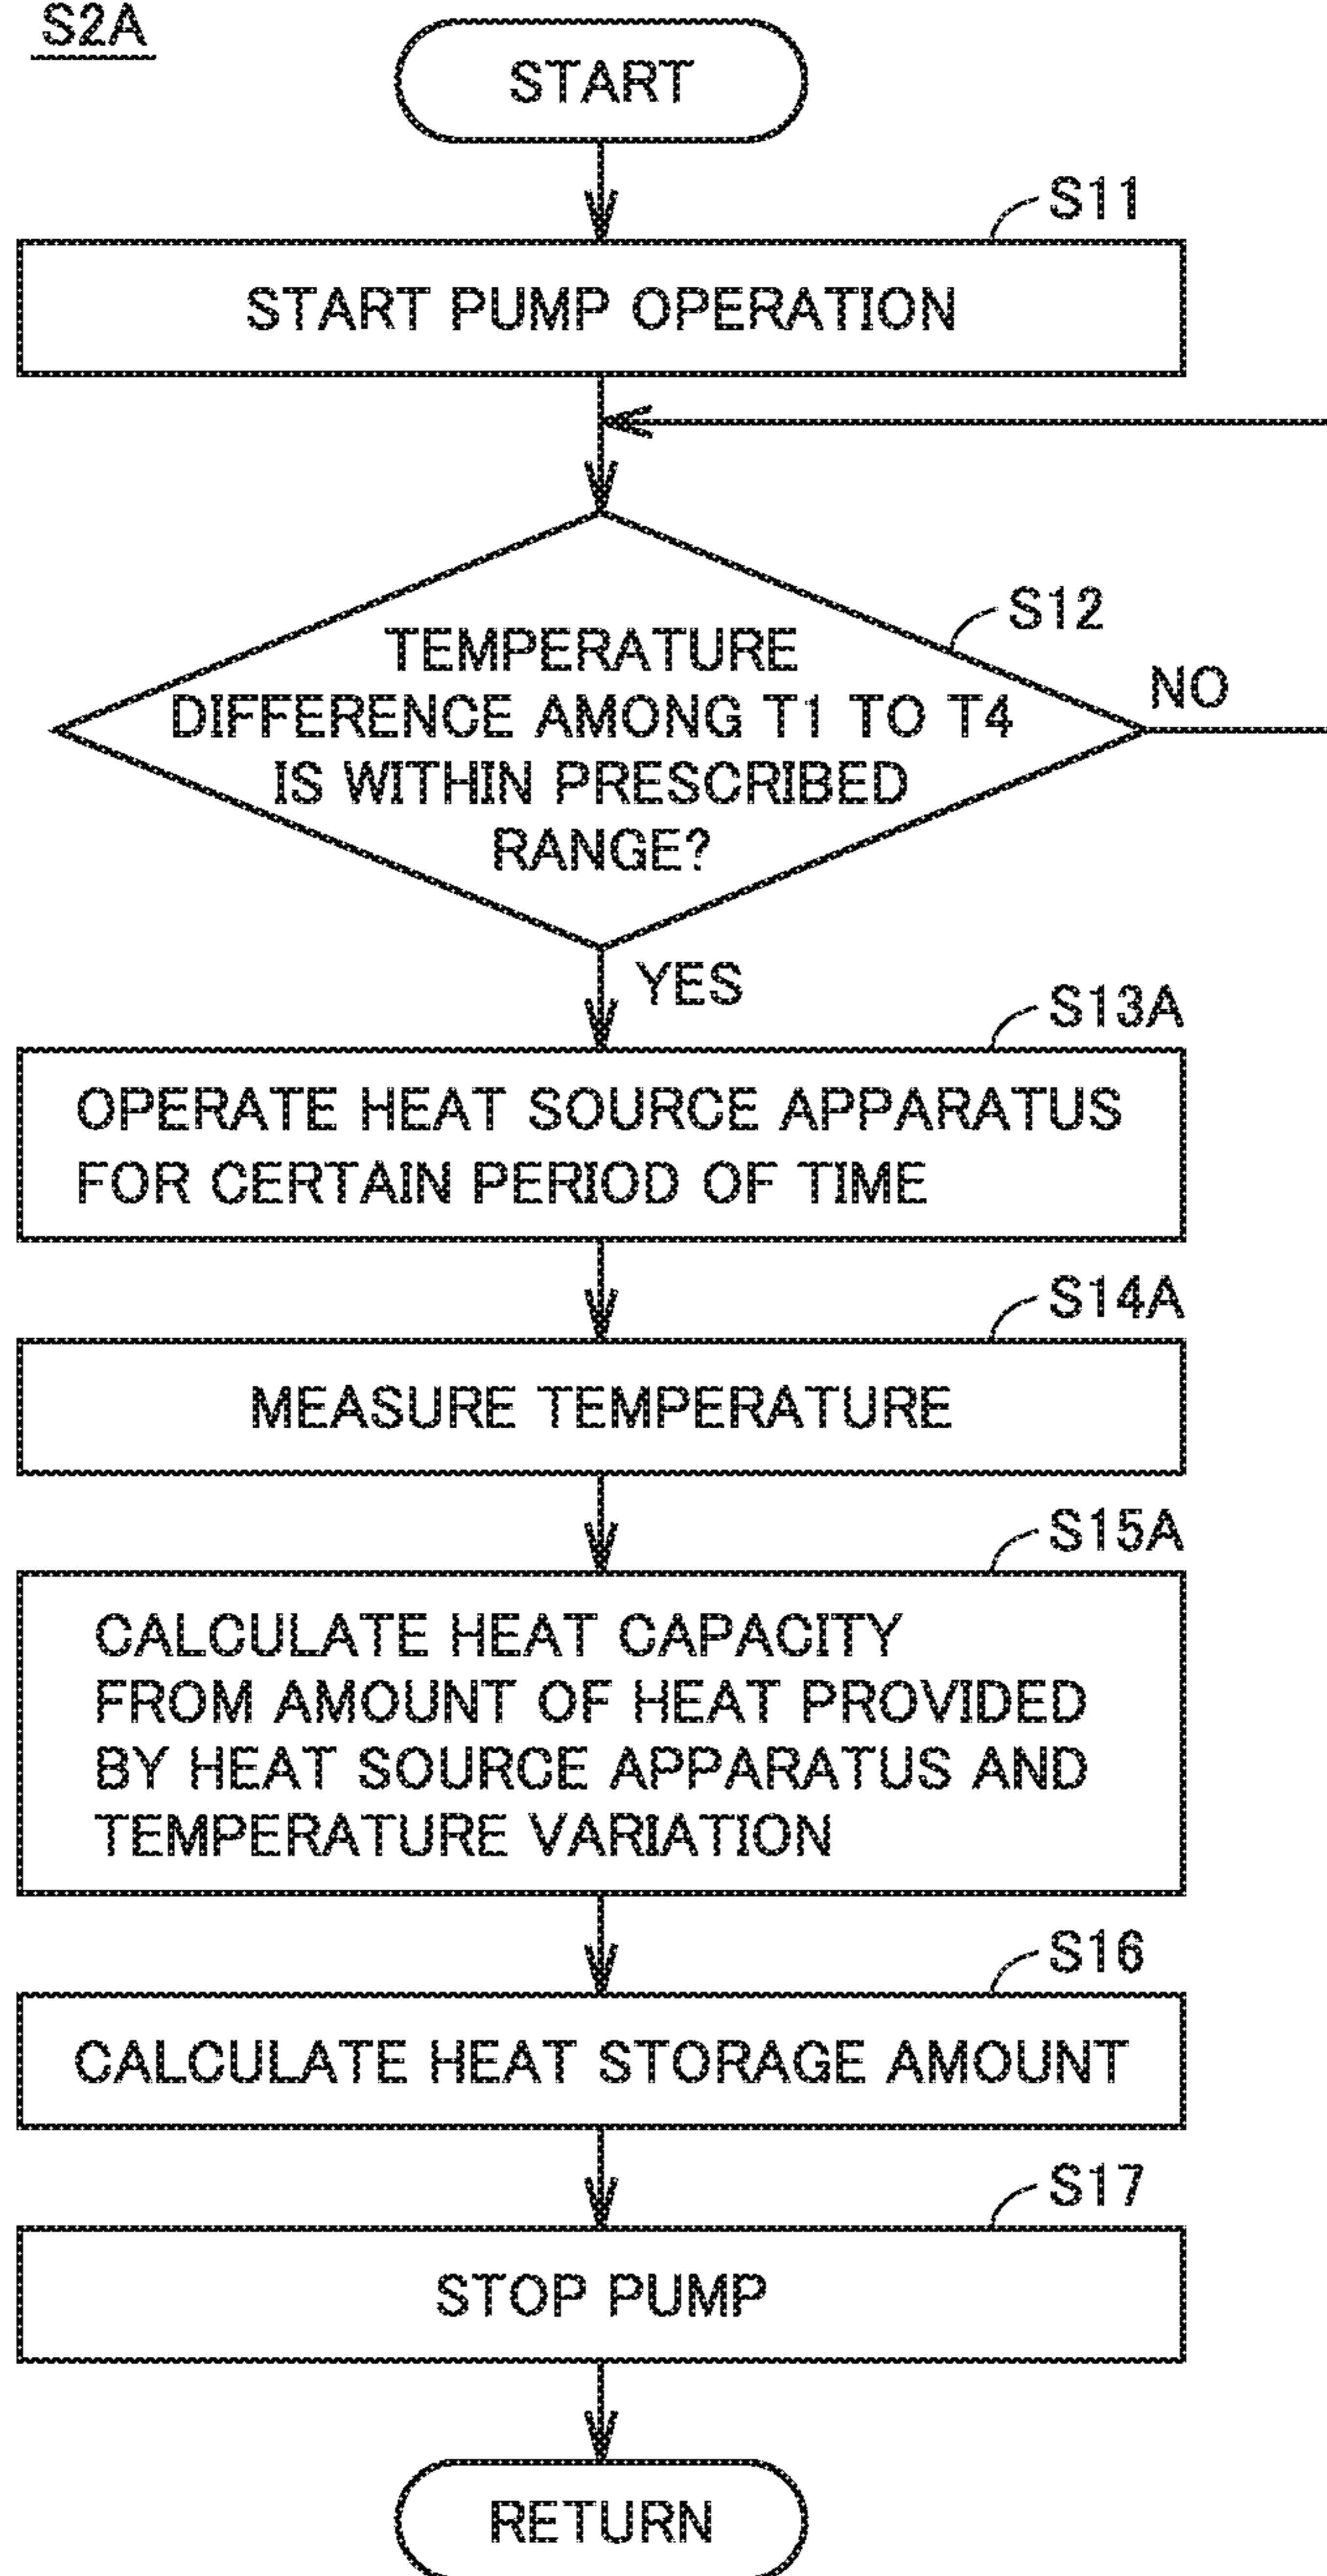 S2A
START
S11
START PUMP OPERATION
S12
TEMPERATURE
DIFFERENCE AMONG T1 TO T4
IS WITHIN PRESCRIBED
RANGE?
NO
YES
S13A
OPERATE HEAT SOURCE APPARATUS
FOR CERTAIN PERIOD OF TIME
S14A
MEASURE TEMPERATURE
S15A
CALCULATE HEAT CAPACITY
FROM AMOUNT OF HEAT PROVIDED
BY HEAT SOURCE APPARATUS AND
TEMPERATURE VARIATION
S16
CALCULATE HEAT STORAGE AMOUNT
S17
STOP PUMP
RETURN